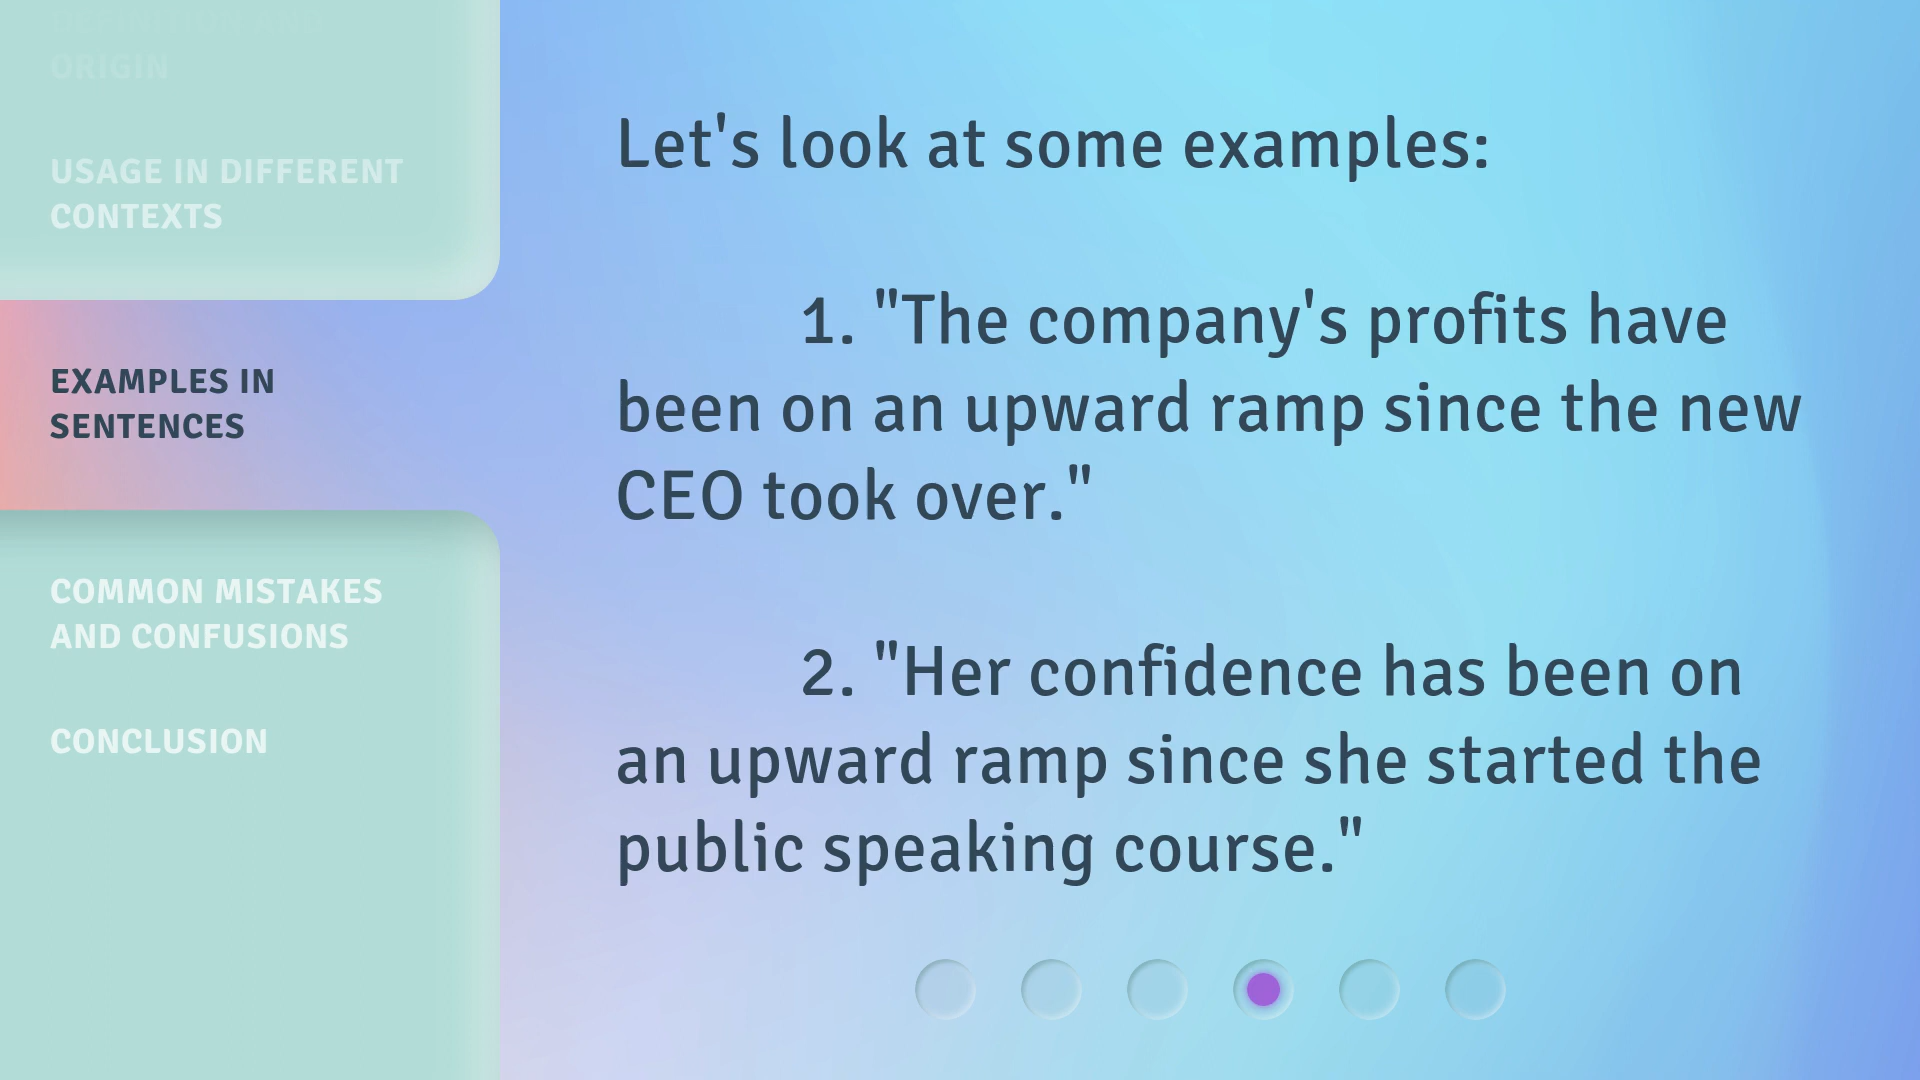 ORIGIN
USAGE IN DIFFERENT
CONTEXTS
EXAMPLES IN
SENTENCES
COMMON MISTAKES
AND CONFUSIONS
CONCLUSION
Let's look at some examples:
1. "The company's profits have
been on an upward ramp since the new
CEO took over."
2. "Her confidence has been on
an upward ramp since she started the
public speaking course."